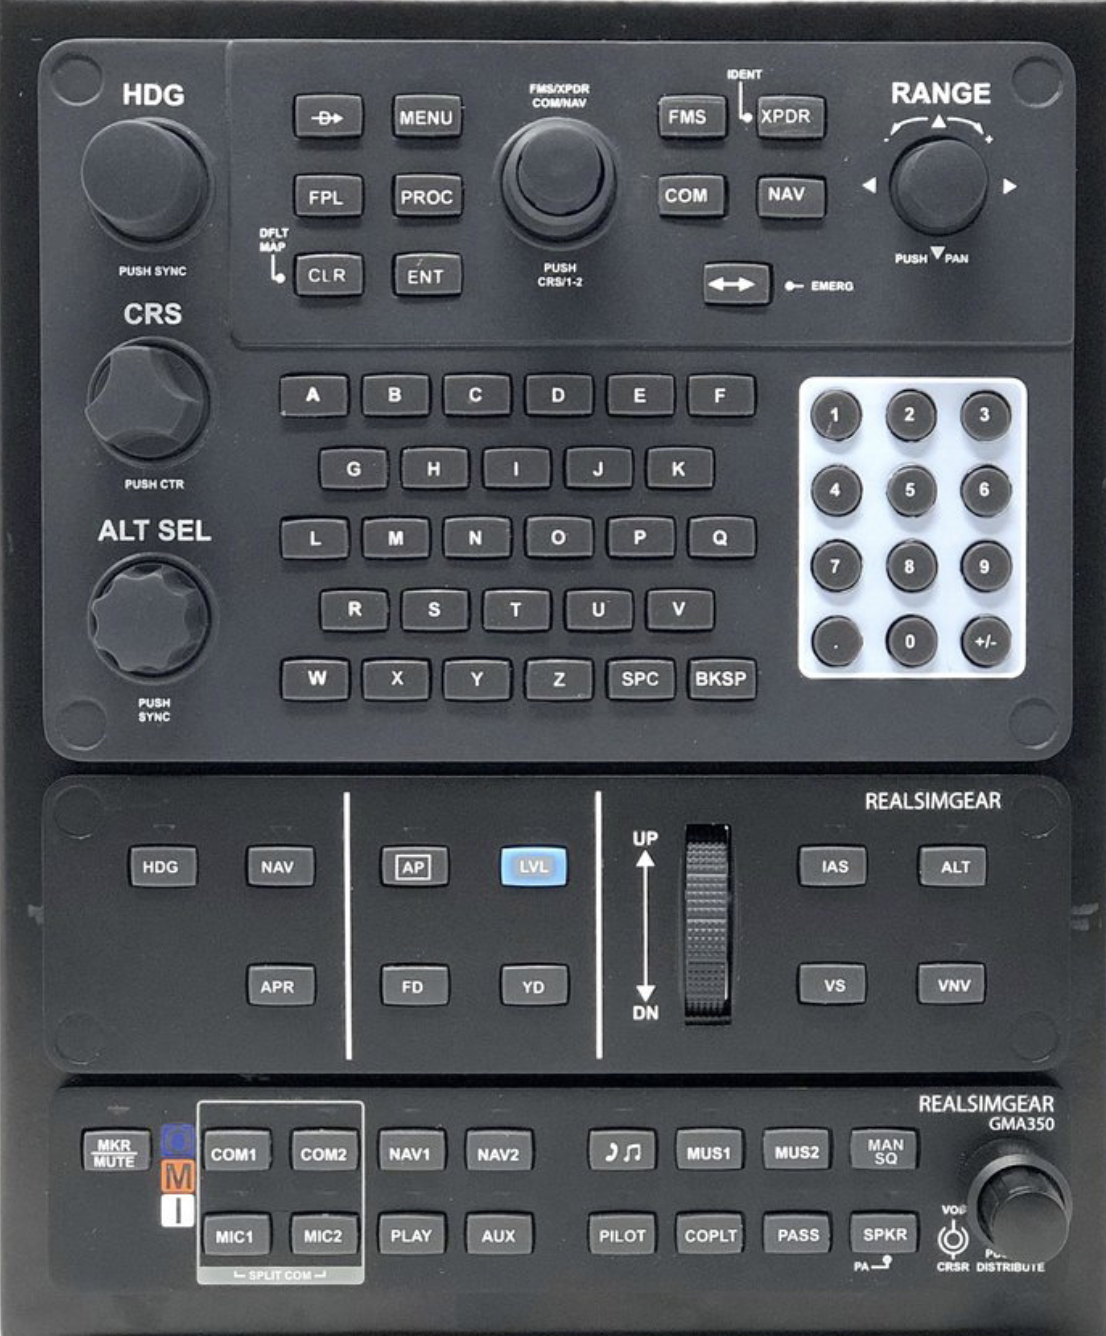 HDG
PUSH SYNC
CRS
PUSH CTR
ALT SEL
PUSH
SYNC
D
MENU
FPL
PROC
DFLT
MAP
CLR
ENT
FMS/XPDR
COM/NAV
PUSH
CRS/1-2
IDENT
FMS
XPDR
COM
NAV
EMERG
RANGE
- +
PUSH PAN
A B C D E F
G H I J K
L M N O P Q
R S T U V
W X Y Z SPC BKSP
1 2 3
4 5 6
7 8 9
. 0 +/-
REALSIMGEAR
HDG NAV
APR
AP LVL
FD YD
UP
DN
IAS ALT
VS VNV
REALSIMGEAR
GMA350
MKR
MUTE
O
M
I
COM1 COM2
MIC1 MIC2
SPLIT COM
NAV1 NAV2
PLAY AUX
MUS1 MUS2
MAN
SQ
PILOT COPLT PASS SPKR
PA
CRSR
DISTRIBUTE